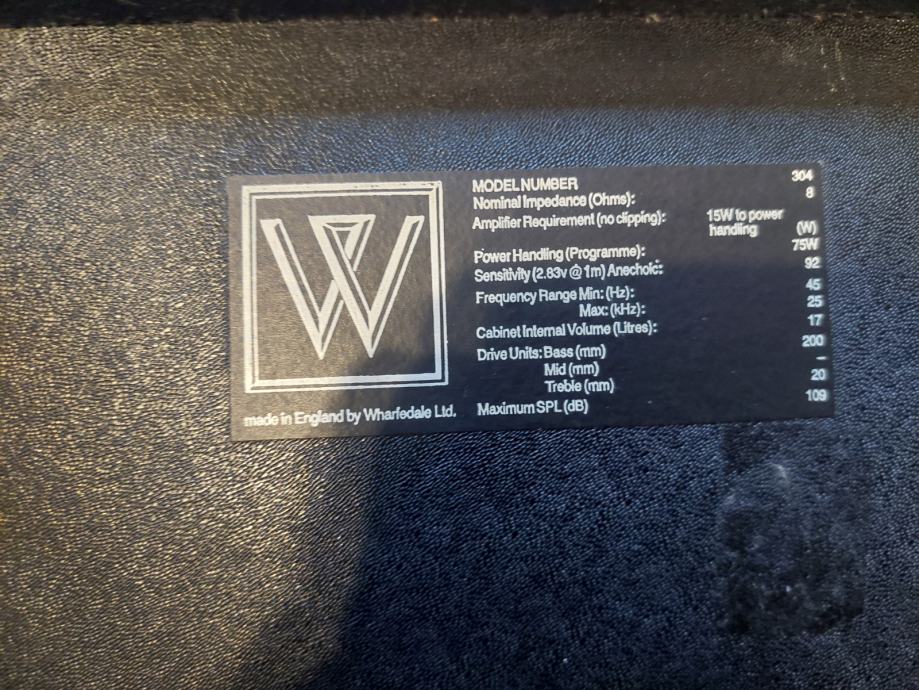 MODEL NUMBER 304
Nominal Impedance (Ohms): 8
Amplifier Requirement (no clipping): 15W to power
handling (W)
Power Handling (Programme): 75W
Sensitivity (2.83v @ 1m) Anechoic: 92
Frequency Range Min: (Hz): 45
Max: (kHz): 25
Cabinet Internal Volume (Litres): 17
Drive Units: Bass (mm) 200
Mid (mm) –
Treble (mm) 20
Maximum SPL (dB) 109
W
made in England by Wharfedale Ltd.